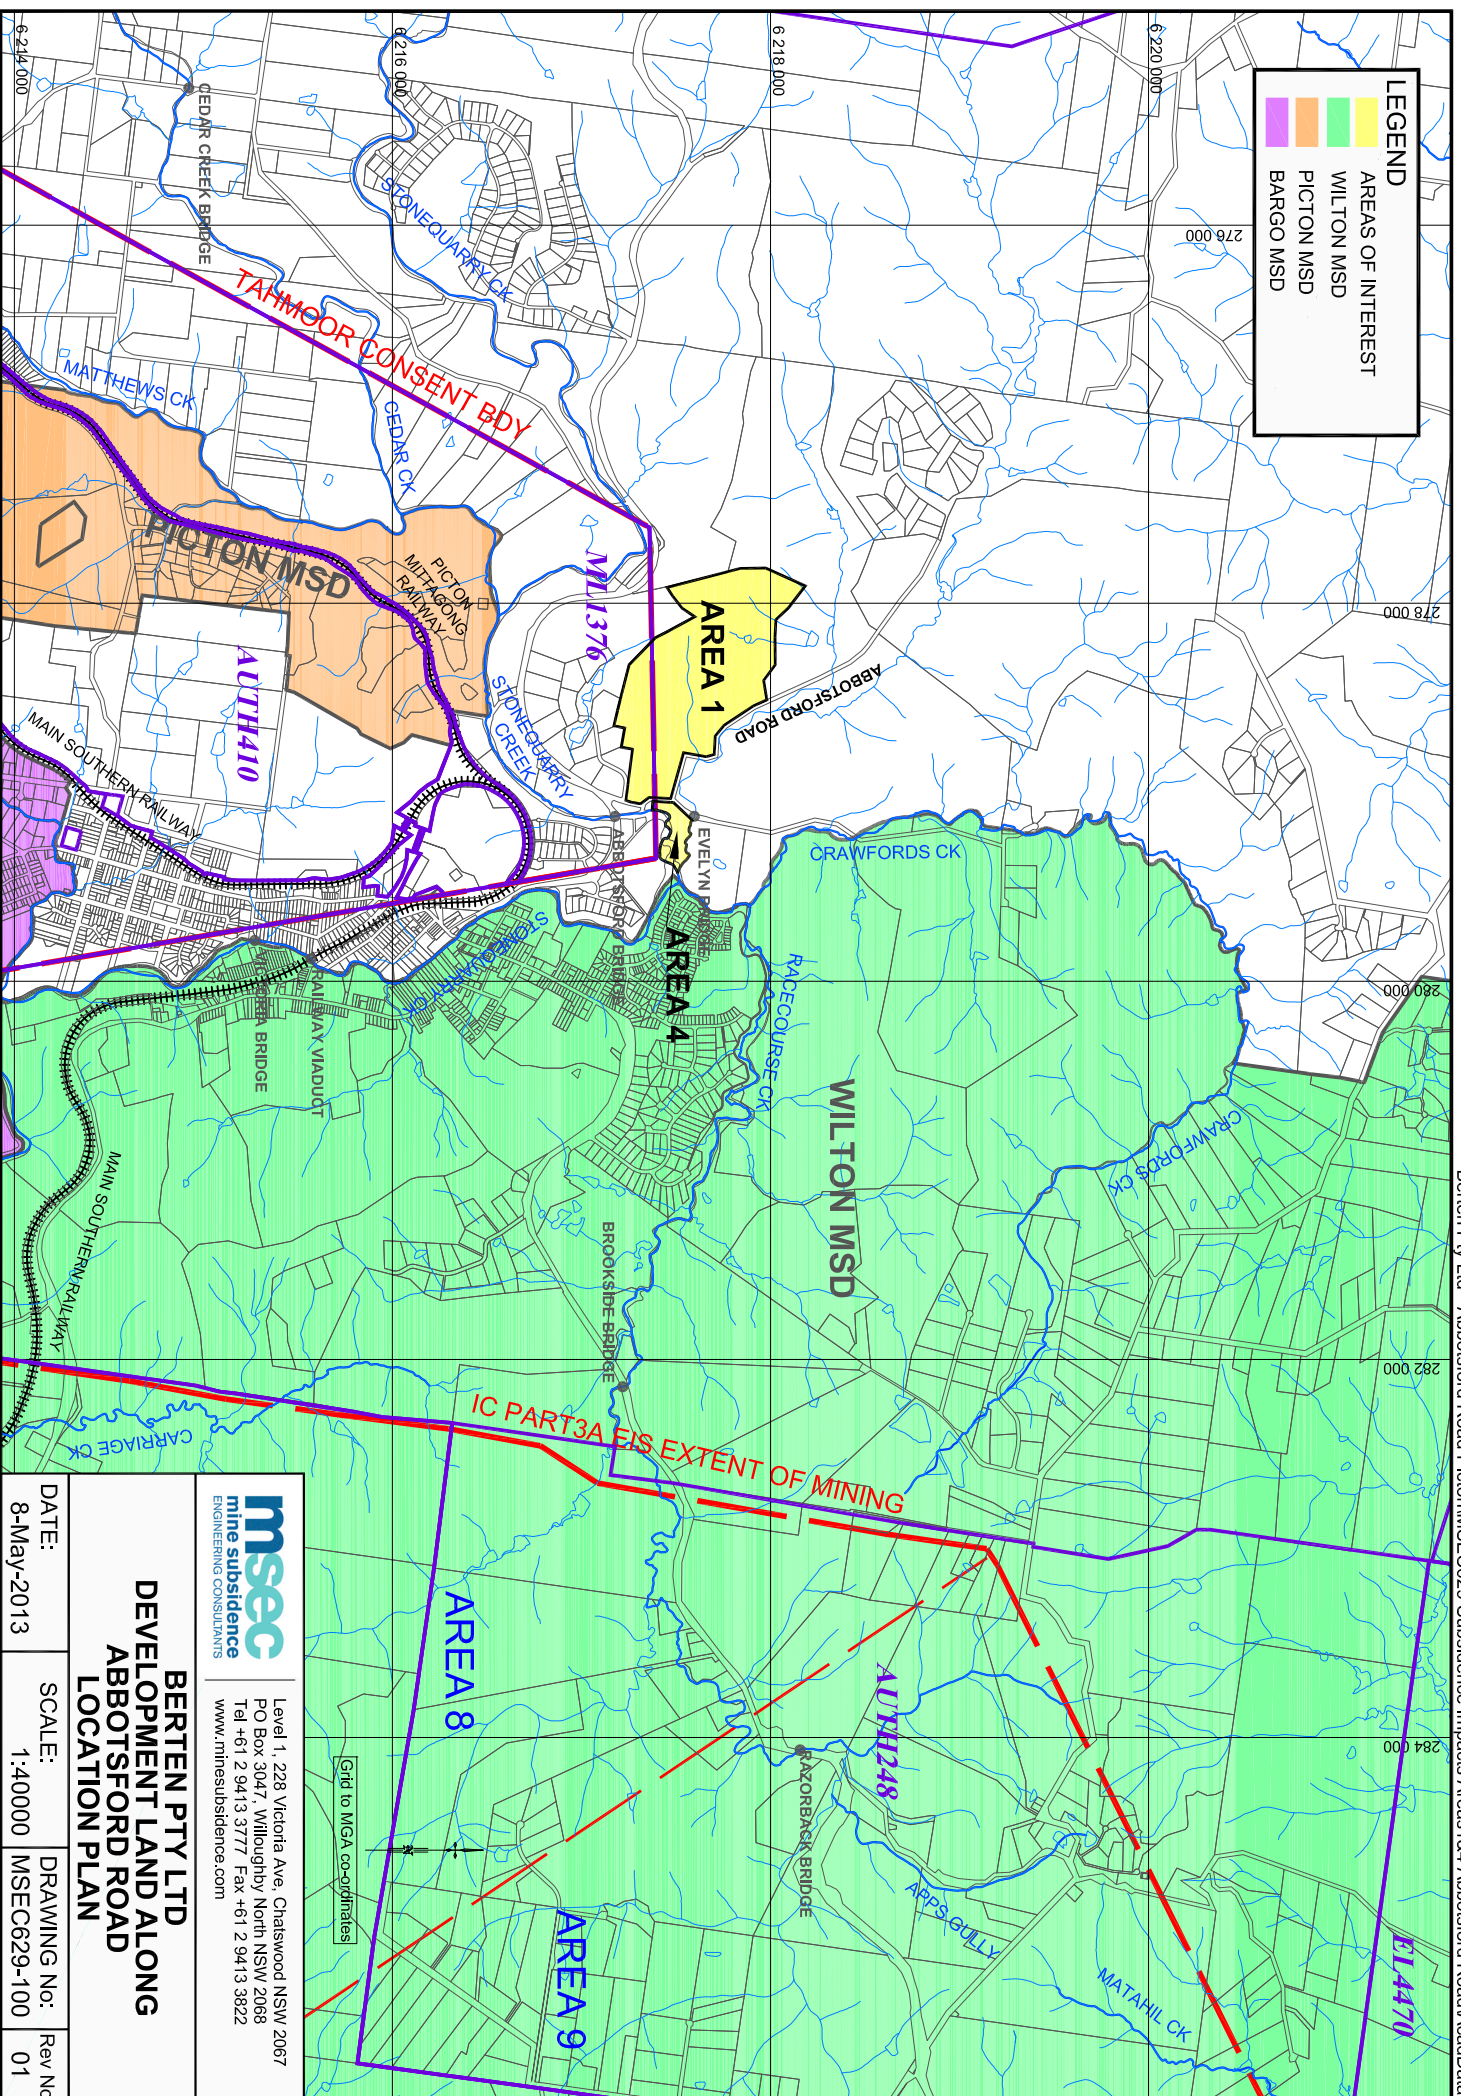 LEGEND
AREAS OF INTEREST
WILTON MSD
PICTON MSD
BARGO MSD
6 220 000
6 218 000
6 216 000
6 214 000
276 000
278 000
280 000
282 000
284 000
CEDAR CREEK BRIDGE
STONEQUARRY CK
TAHMOOR CONSENT BDY
MATTHEWS CK
CEDAR CK
PICTON MSD
PICTON
MITTAGONG
RAILWAY
ML1376
AREA 1
ABBOTSFORD ROAD
AUTH410
STONEQUARRY
CREEK
MAIN SOUTHERN RAILWAY
EVELYN BRIDGE
ABBOTSFORD BRIDGE
CRAWFORDS CK
AREA 4
STONEQUARRY CK
VICTORIA BRIDGE
RAILWAY VIADUCT
RACECOURSE CK
WILTON MSD
CRAWFORDS CK
MAIN SOUTHERN RAILWAY
BROOKSIDE BRIDGE
IC PART3A EIS EXTENT OF MINING
CARRIAGE CK
AREA 8
AUTH248
RAZORBACK BRIDGE
APPS GULLY
MATAHIL CK
AREA 9
EL4470
Grid to MGA co-ordinates
msec
mine subsidence
ENGINEERING CONSULTANTS
Level 1, 228 Victoria Ave, Chatswood NSW 2067
PO Box 3047, Willoughby North NSW 2068
Tel +61 2 9413 3777 Fax +61 2 9413 3822
www.minesubsidence.com
BERTEN PTY LTD
DEVELOPMENT LAND ALONG
ABBOTSFORD ROAD
LOCATION PLAN
DATE:
8-May-2013
SCALE:
1:40000
DRAWING No:
MSEC629-100
Rev No
01